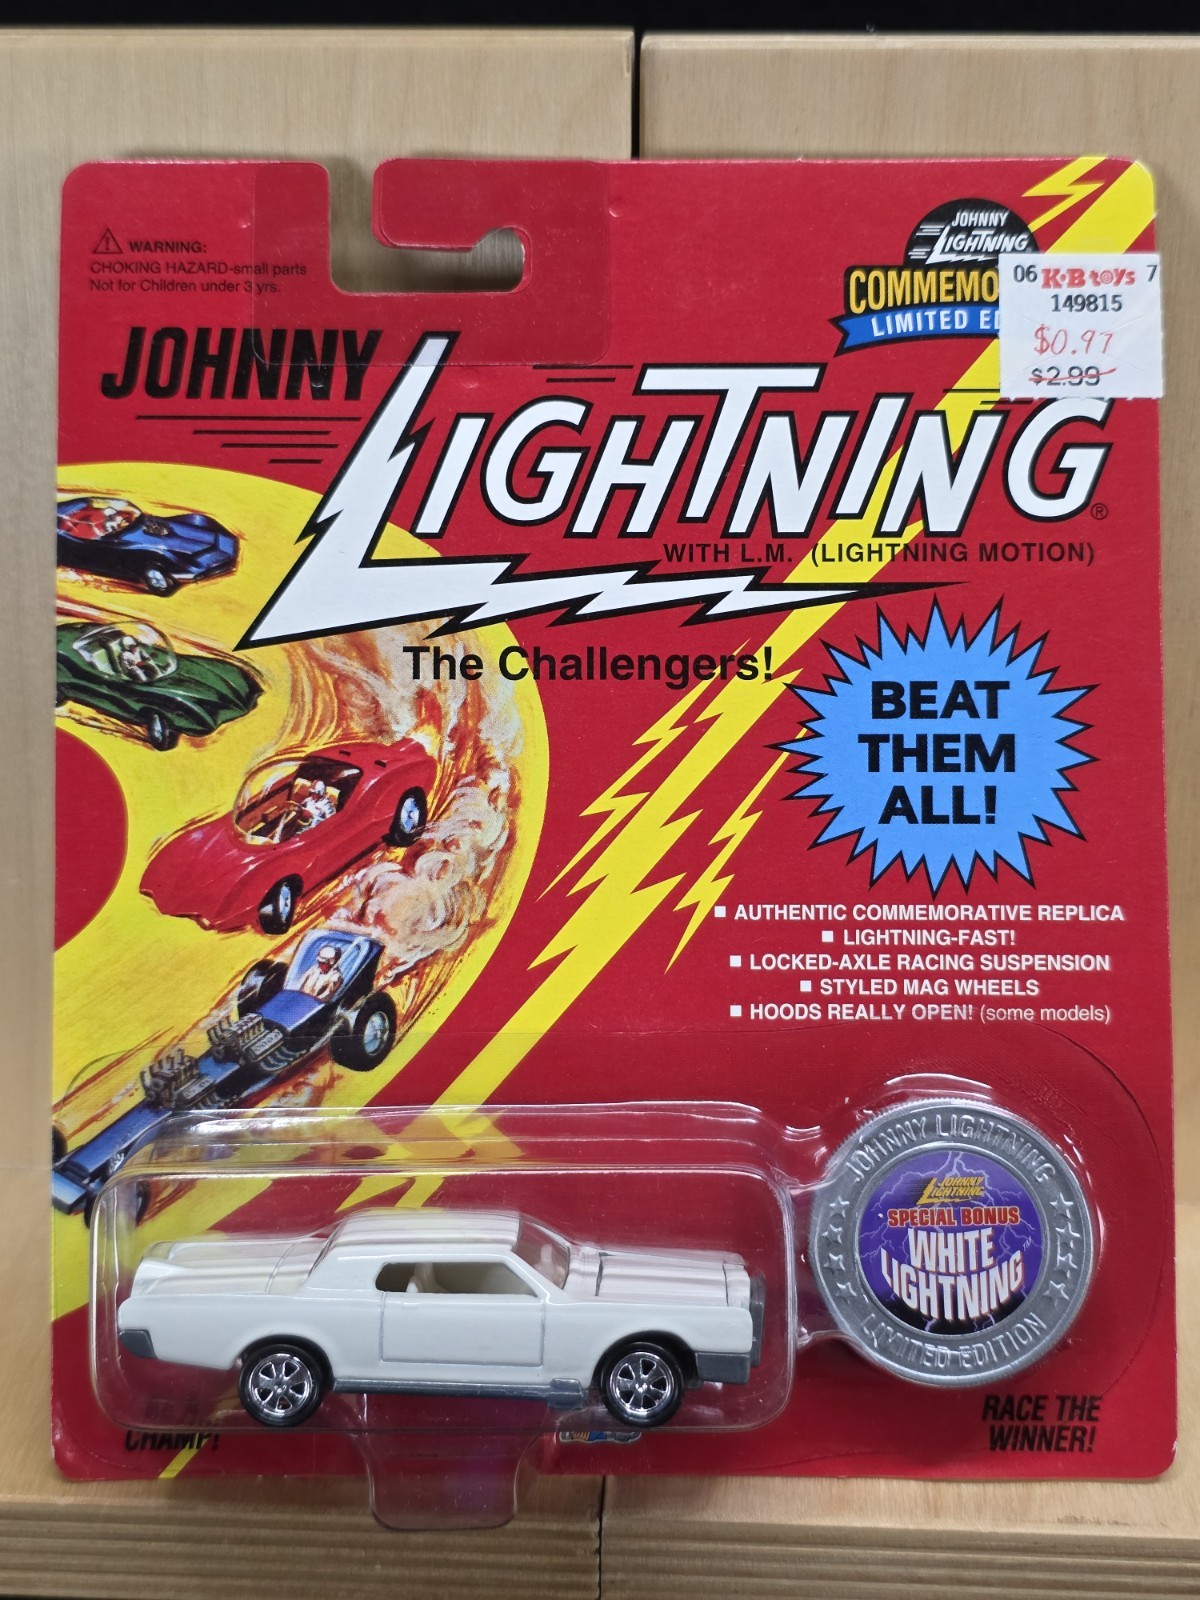 WARNING:
CHOKING HAZARD-small parts
Not for Children under 3 yrs.
JOHNNY
LIGHTNING
COMMEMO
LIMITED ED
06 K·B toys 7
149815
$0.97
$2.99
JOHNNY
LIGHTNING®
WITH L.M. (LIGHTNING MOTION)
The Challengers!
BEAT
THEM
ALL!
■ AUTHENTIC COMMEMORATIVE REPLICA
■ LIGHTNING-FAST!
■ LOCKED-AXLE RACING SUSPENSION
■ STYLED MAG WHEELS
■ HOODS REALLY OPEN! (some models)
JOHNNY LIGHTNING
JOHNNY
LIGHTNING
SPECIAL BONUS
WHITE
LIGHTNING™
LIMITED EDITION
CHAMP!
RACE THE
WINNER!